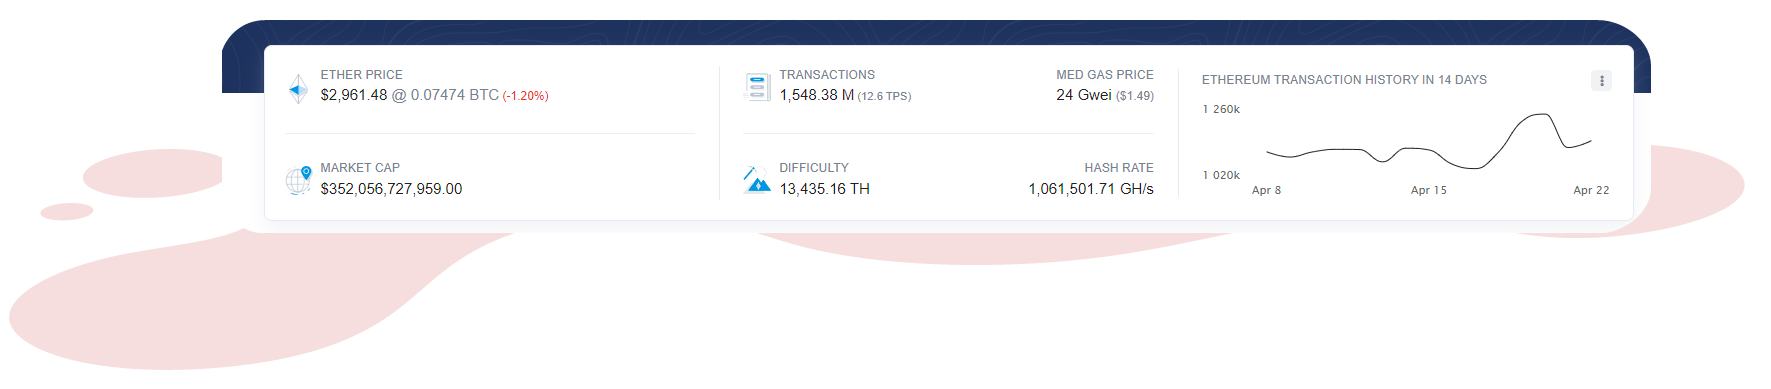 ETHER PRICE
$2,961.48 @ 0.07474 BTC (-1.20%)
MARKET CAP
$352,056,727,959.00
TRANSACTIONS
1,548.38 M (12.6 TPS)
MED GAS PRICE
24 Gwei ($1.49)
DIFFICULTY
13,435.16 TH
HASH RATE
1,061,501.71 GH/s
ETHEREUM TRANSACTION HISTORY IN 14 DAYS
1 260k
1 020k
Apr 8 Apr 15 Apr 22